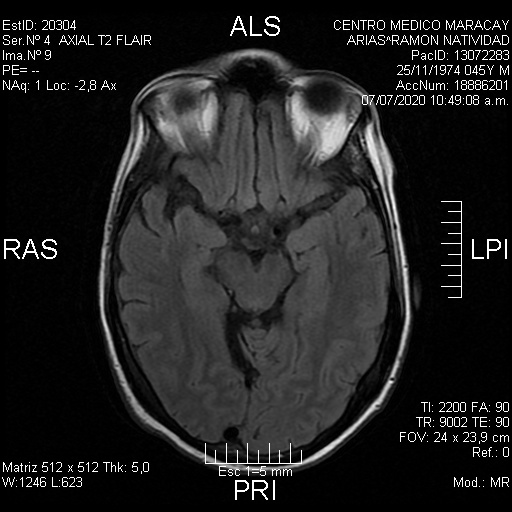 EstID: 20304
Ser.Nº 4 AXIAL T2 FLAIR
Ima.Nº 9
PE= --
NAq: 1 Loc: -2,8 Ax
ALS
CENTRO MEDICO MARACAY
ARIAS^RAMON NATIVIDAD
PacID: 13072283
25/11/1974 045Y M
AccNum: 18886201
07/07/2020 10:49:08 a.m.
RAS
LPI
TI: 2200 FA: 90
TR: 9002 TE: 90
FOV: 24 x 23,9 cm
Ref.: 0
Matriz 512 x 512 Thk: 5,0
W:1246 L:623
Esc 1=5 mm
PRI
Mod.: MR